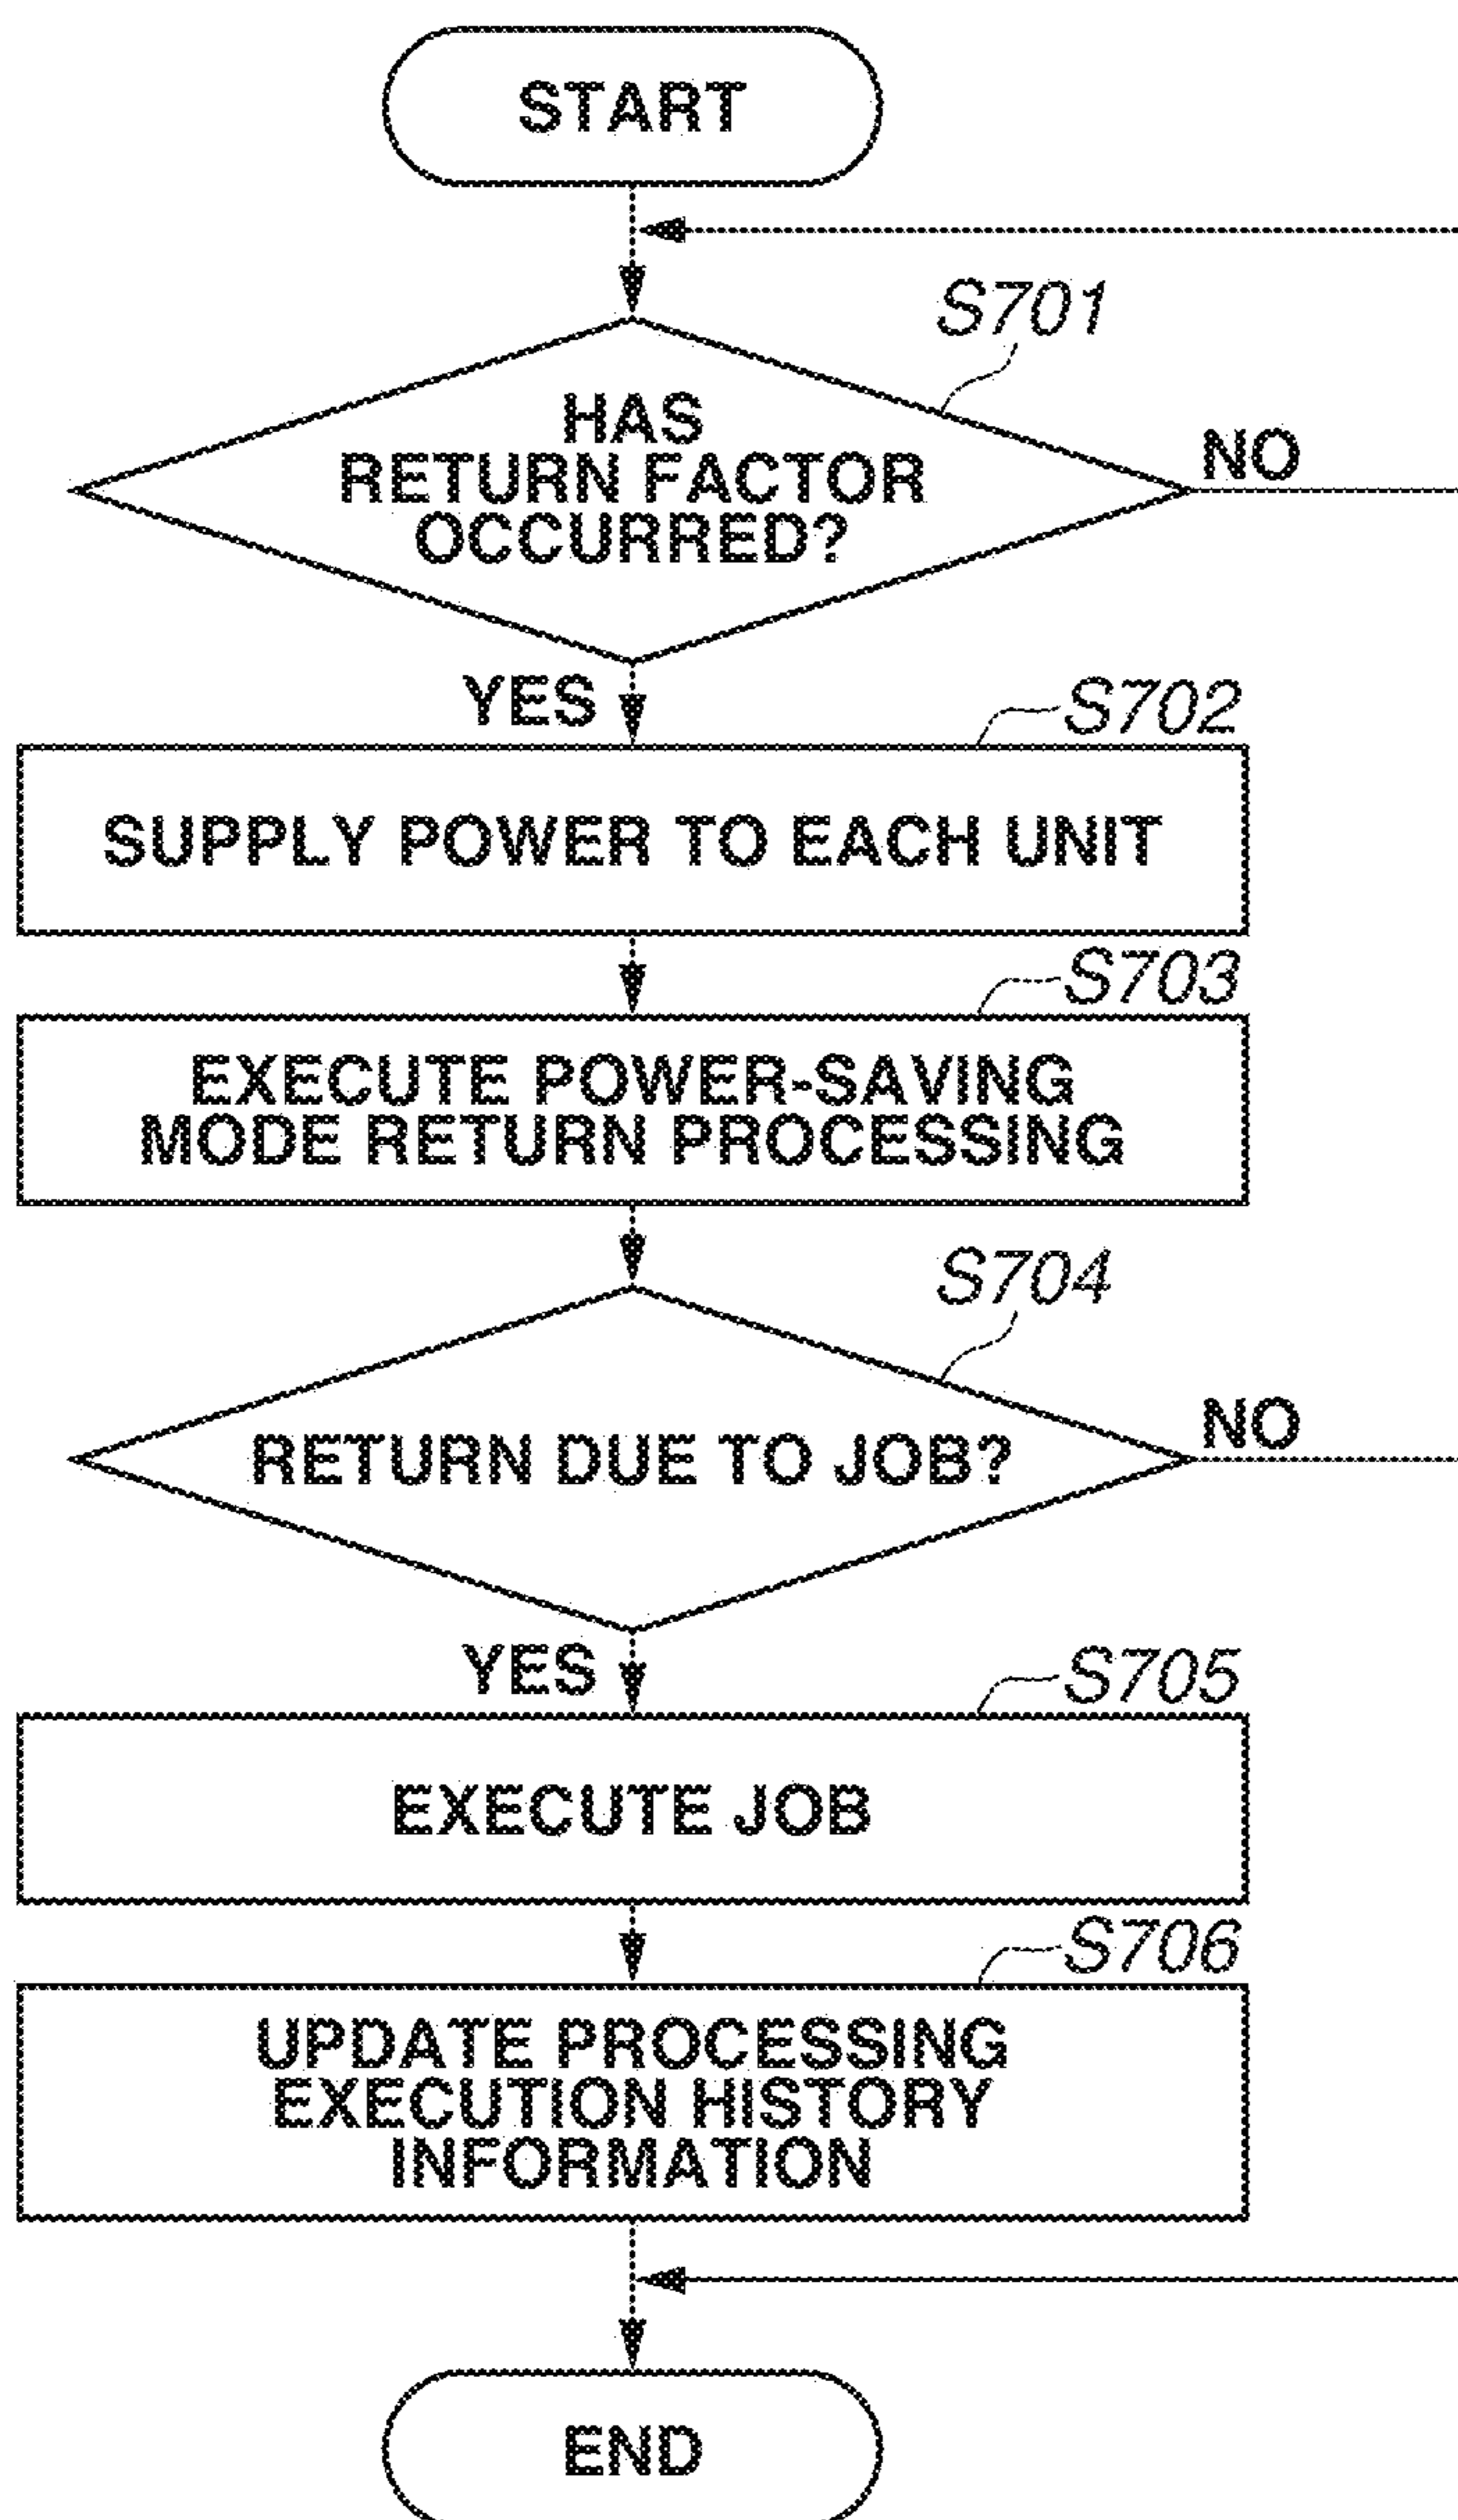 START
S701
HAS
RETURN FACTOR
OCCURRED?
NO
YES
S702
SUPPLY POWER TO EACH UNIT
S703
EXECUTE POWER-SAVING
MODE RETURN PROCESSING
S704
RETURN DUE TO JOB?
NO
YES
S705
EXECUTE JOB
S706
UPDATE PROCESSING
EXECUTION HISTORY
INFORMATION
END